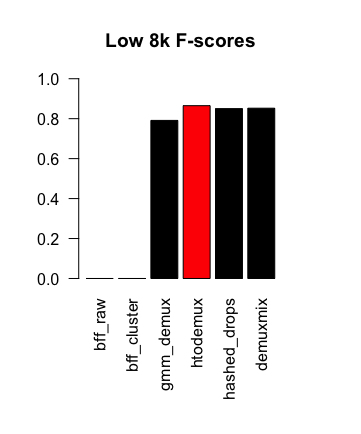 Low 8k F-scores
1.0
0.8
0.6
0.4
0.2
0.0
bff_raw
bff_cluster
gmm_demux
htodemux
hashed_drops
demuxmix